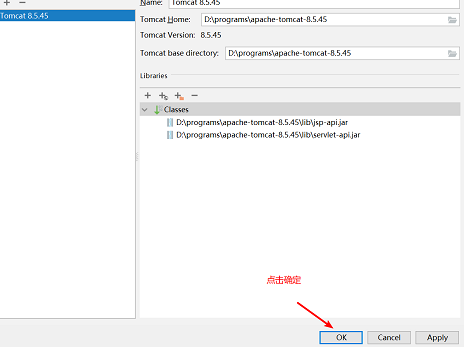 Name: Tomcat 8.5.45
Tomcat 8.5.45
Tomcat Home: D:\programs\apache-tomcat-8.5.45
Tomcat Version: 8.5.45
Tomcat base directory: D:\programs\apache-tomcat-8.5.45
Libraries
Classes
D:\programs\apache-tomcat-8.5.45\lib\jsp-api.jar
D:\programs\apache-tomcat-8.5.45\lib\servlet-api.jar
点击确定
OK Cancel Apply